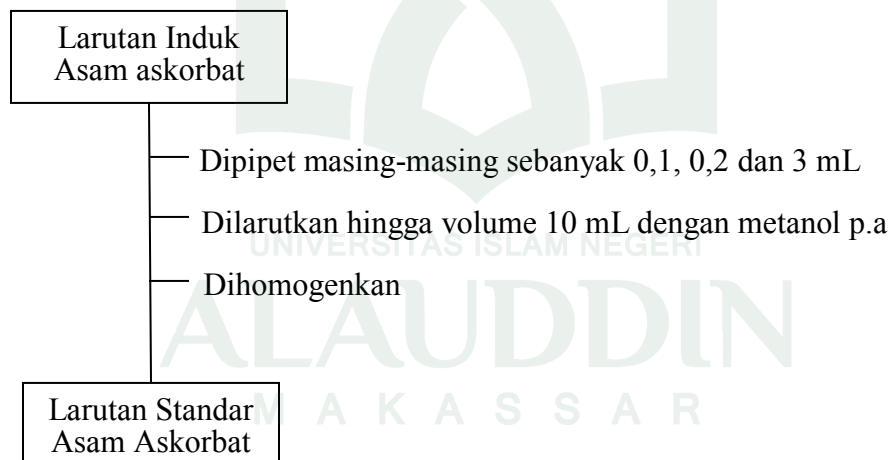 Larutan Induk
Asam askorbat
Dipipet masing-masing sebanyak 0,1, 0,2 dan 3 mL
Dilarutkan hingga volume 10 mL dengan metanol p.a
UNIVERSITAS ISLAM NEGERI
Dihomogenkan
ALAUDDIN
Larutan Standar
MAKASSAR
Asam Askorbat